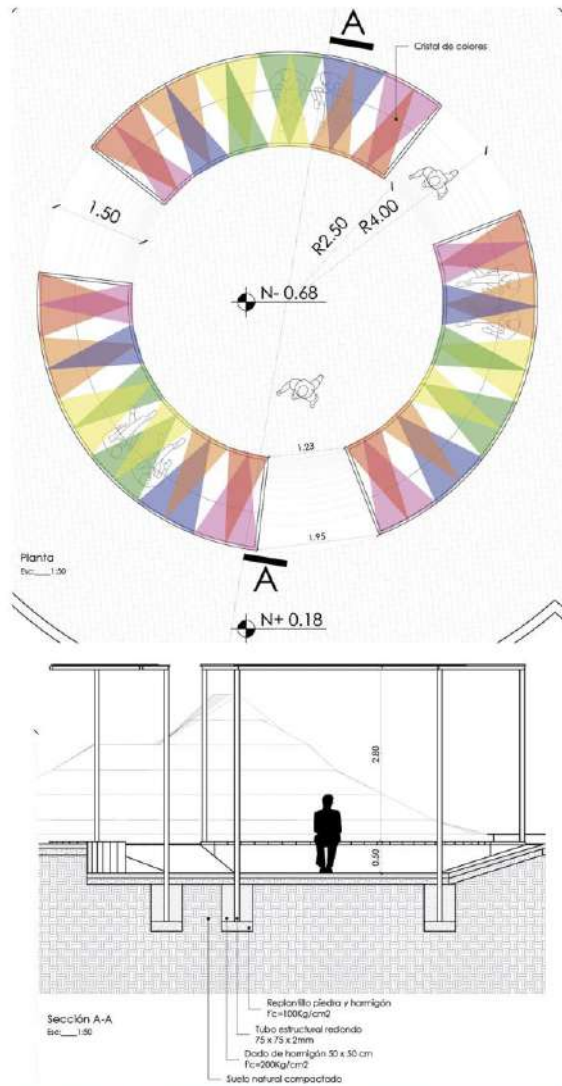 A
Cristal de colores
1.50
R2.50
R4.00
N- 0.68
1.23
1.95
Planta
Esc:____1:50
A
N+ 0.18
2.80
0.50
Replantillo piedra y hormigón
f'c=100Kg/cm2
Sección A-A
Esc:____1:50
Tubo estructural redondo
75 x 75 x 2mm
Dado de hormigón 50 x 50 cm
f'c=200Kg/cm2
Suelo natural compactado